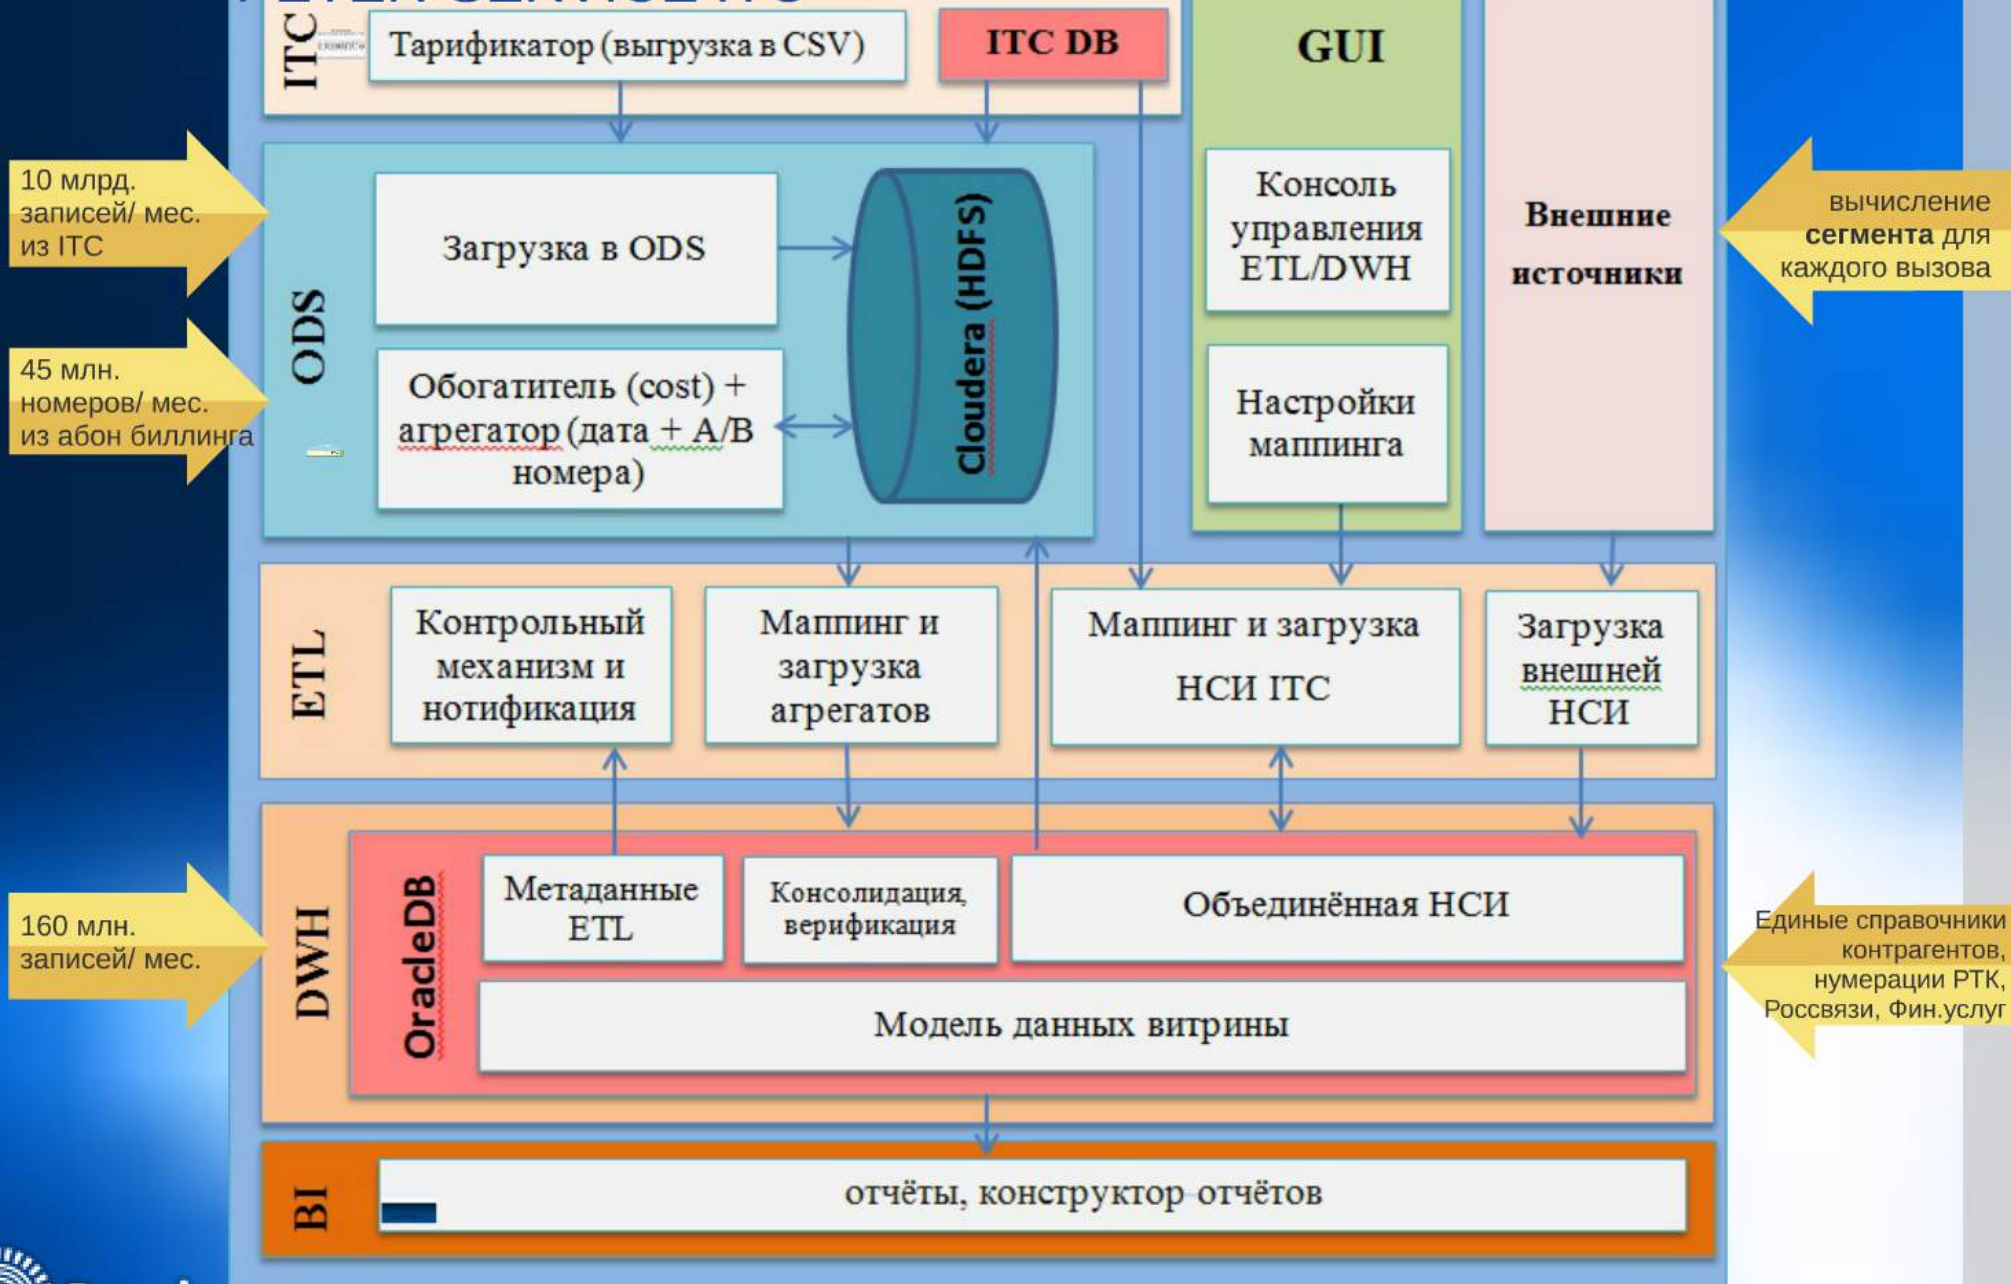 ITC
Тарификатор (выгрузка в CSV)
ITC DB
GUI
Внешние
источники
10 млрд.
записей/ мес.
из ITC
45 млн.
номеров/ мес.
из абон биллинга
ODS
Загрузка в ODS
Обогатитель (cost) +
агрегатор (дата + A/B
номера)
Cloudera (HDFS)
Консоль
управления
ETL/DWH
Настройки
маппинга
вычисление
сегмента для
каждого вызова
ETL
Контрольный
механизм и
нотификация
Маппинг и
загрузка
агрегатов
Маппинг и загрузка
НСИ ITC
Загрузка
внешней
НСИ
160 млн.
записей/ мес.
DWH
OracleDB
Метаданные
ETL
Консолидация,
верификация
Объединённая НСИ
Модель данных витрины
Единые справочники
контрагентов,
нумерации РТК,
Россвязи, Фин.услуг
BI
отчёты, конструктор отчётов